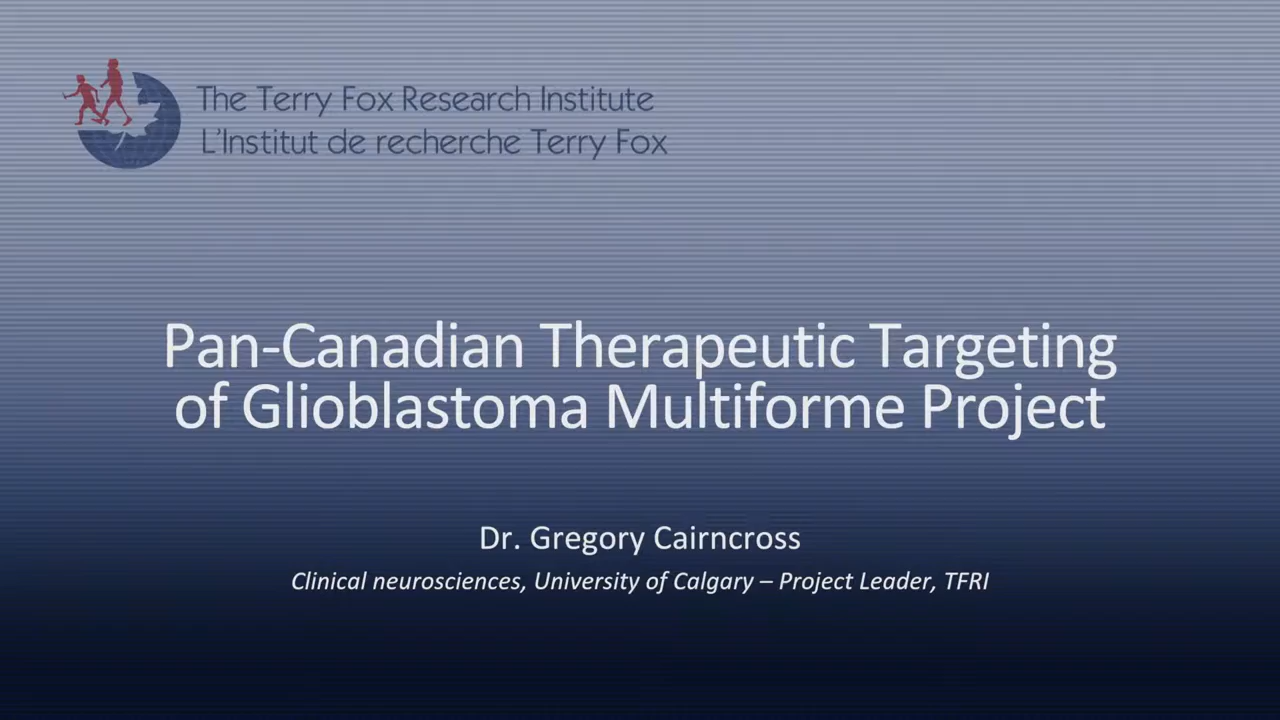 The Terry Fox Research Institute
L'Institut de recherche Terry Fox
Pan-Canadian Therapeutic Targeting
of Glioblastoma Multiforme Project
Dr. Gregory Cairncross
Clinical neurosciences, University of Calgary – Project Leader, TFRI